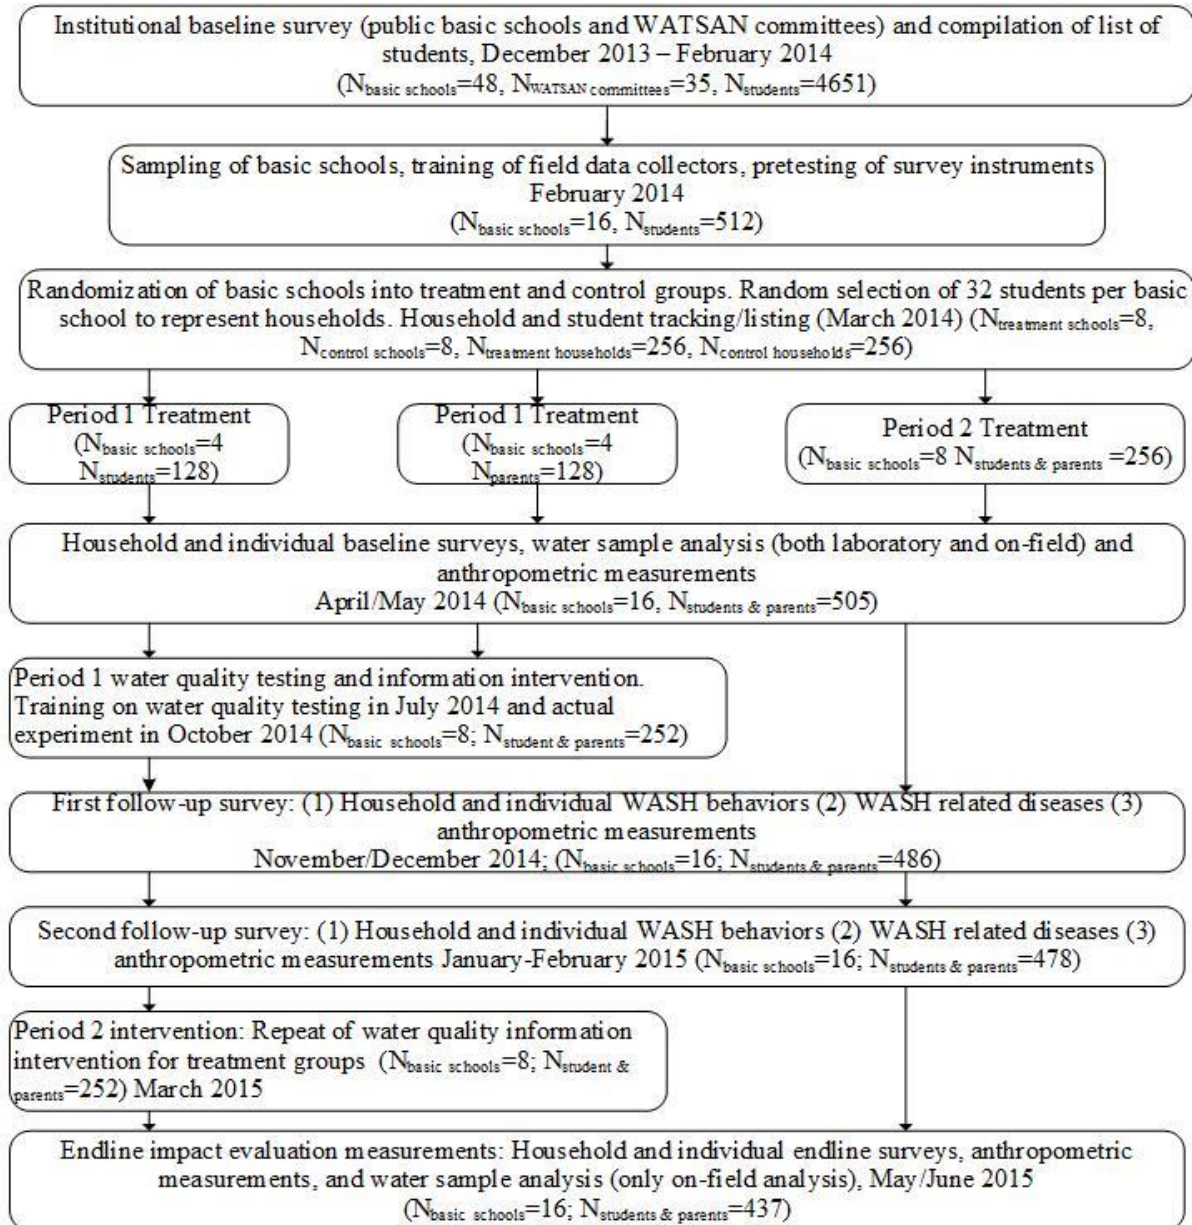 Institutional baseline survey (public basic schools and WATSAN committees) and compilation of list of
students, December 2013 – February 2014
(Nbasic schools=48, NWATSAN committees=35, Nstudents=4651)
Sampling of basic schools, training of field data collectors, pretesting of survey instruments
February 2014
(Nbasic schools=16, Nstudents=512)
Randomization of basic schools into treatment and control groups. Random selection of 32 students per basic
school to represent households. Household and student tracking/listing (March 2014) (Ntreatment schools=8,
Ncontrol schools=8, Ntreatment households=256, Ncontrol households=256)
Period 1 Treatment
(Nbasic schools=4
Nstudents=128)
Period 1 Treatment
(Nbasic schools=4
Nparents=128)
Period 2 Treatment
(Nbasic schools=8 Nstudents & parents =256)
Household and individual baseline surveys, water sample analysis (both laboratory and on-field) and
anthropometric measurements
April/May 2014 (Nbasic schools=16, Nstudents & parents=505)
Period 1 water quality testing and information intervention.
Training on water quality testing in July 2014 and actual
experiment in October 2014 (Nbasic schools=8; Nstudent & parents=252)
First follow-up survey: (1) Household and individual WASH behaviors (2) WASH related diseases (3)
anthropometric measurements
November/December 2014; (Nbasic schools=16; Nstudents & parents=486)
Second follow-up survey: (1) Household and individual WASH behaviors (2) WASH related diseases (3)
anthropometric measurements January-February 2015 (Nbasic schools=16; Nstudents & parents=478)
Period 2 intervention: Repeat of water quality information
intervention for treatment groups (Nbasic schools=8; Nstudent &
parents=252) March 2015
Endline impact evaluation measurements: Household and individual endline surveys, anthropometric
measurements, and water sample analysis (only on-field analysis), May/June 2015
(Nbasic schools=16; Nstudents & parents=437)